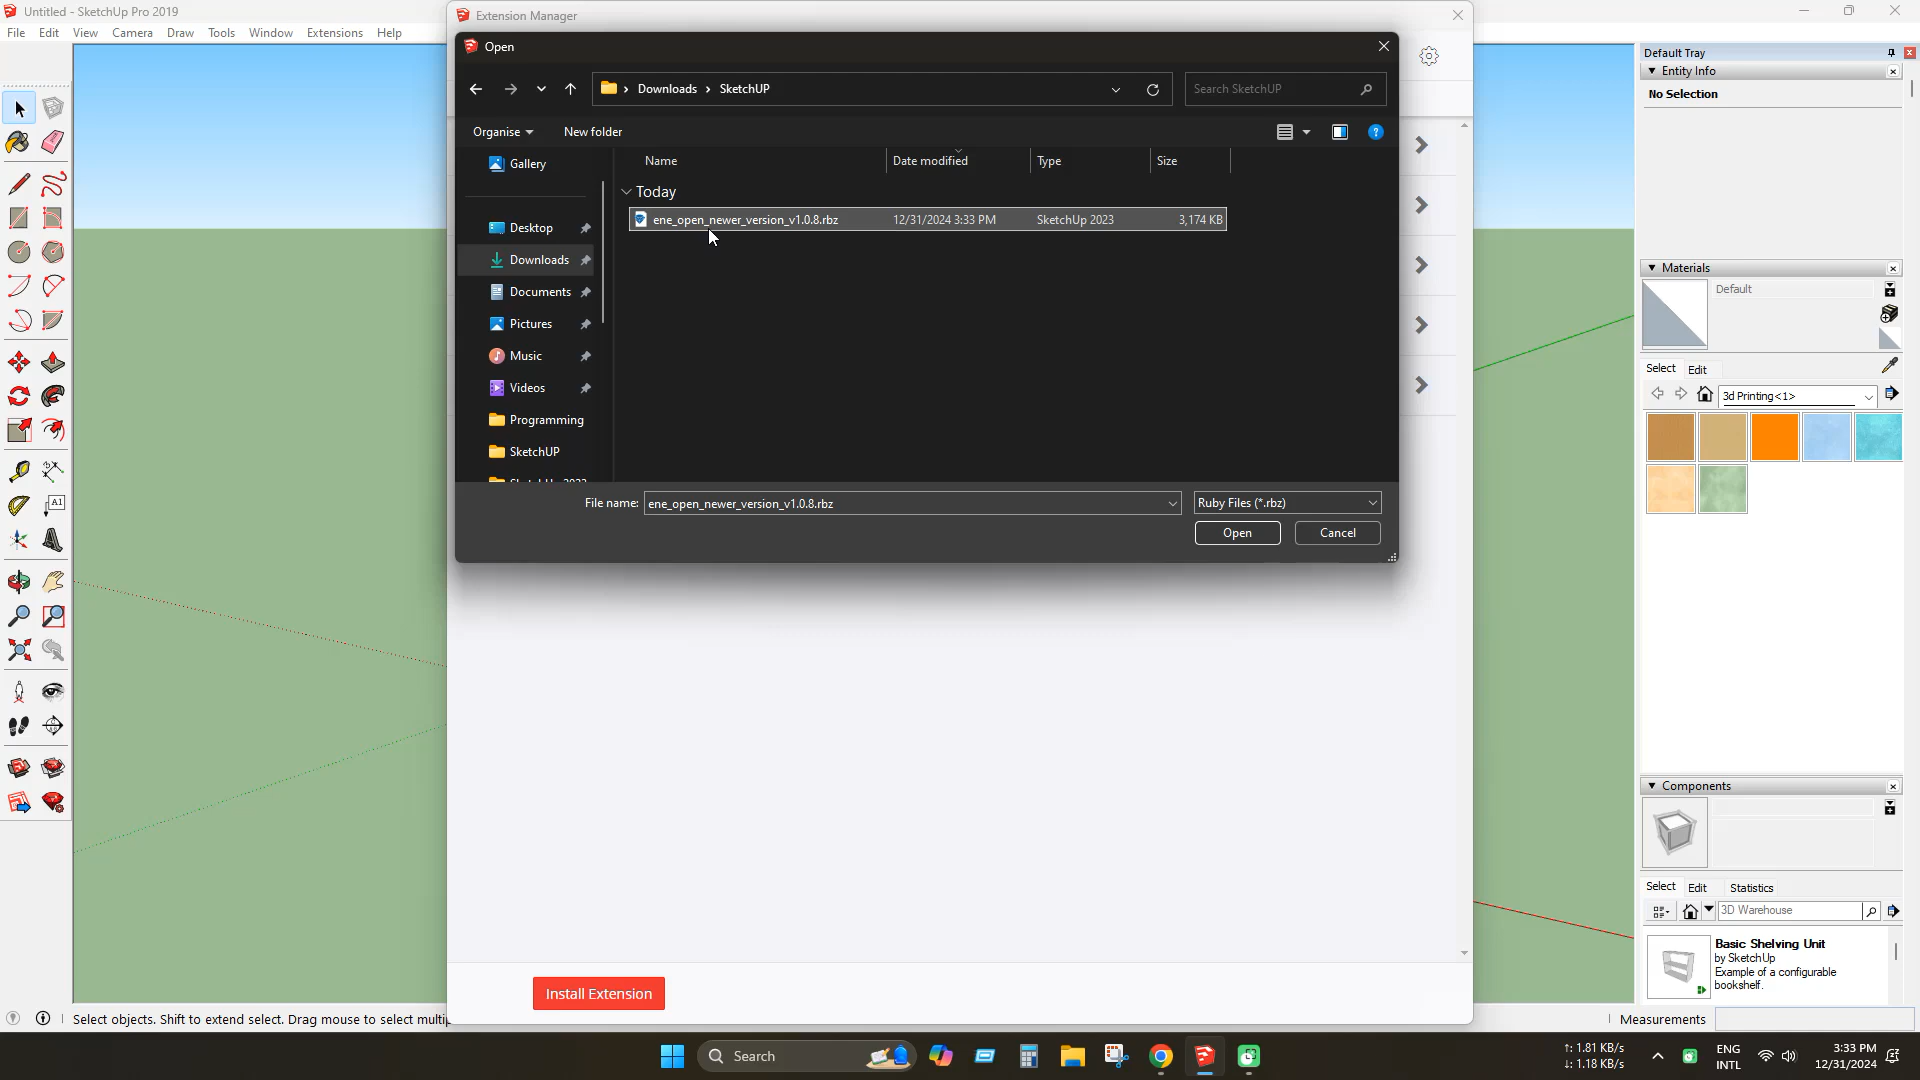 Untitled - SketchUp Pro 2019
File Edit View Camera Draw Tools Window Extensions Help
Extension Manager
Open
Downloads › SketchUP
Search SketchUP
Organise New folder
Name Date modified Type Size
Today
ene_open_newer_version_v1.0.8.rbz 12/31/2024 3:33 PM SketchUp 2023 3,174 KB
Gallery
Desktop
Downloads
Documents
Pictures
Music
Videos
Programming
SketchUP
File name: ene_open_newer_version_v1.0.8.rbz Ruby Files (*.rbz)
Open Cancel
Install Extension
Default Tray
Entity Info
No Selection
Materials
Default
Select Edit
3d Printing<1>
Components
Select Edit Statistics
3D Warehouse
Basic Shelving Unit
by SketchUp
Example of a configurable
bookshelf.
Select objects. Shift to extend select. Drag mouse to select
Measurements
Search
↑: 1.81 KB/s
↓: 1.18 KB/s
ENG
INTL
3:33 PM
12/31/2024